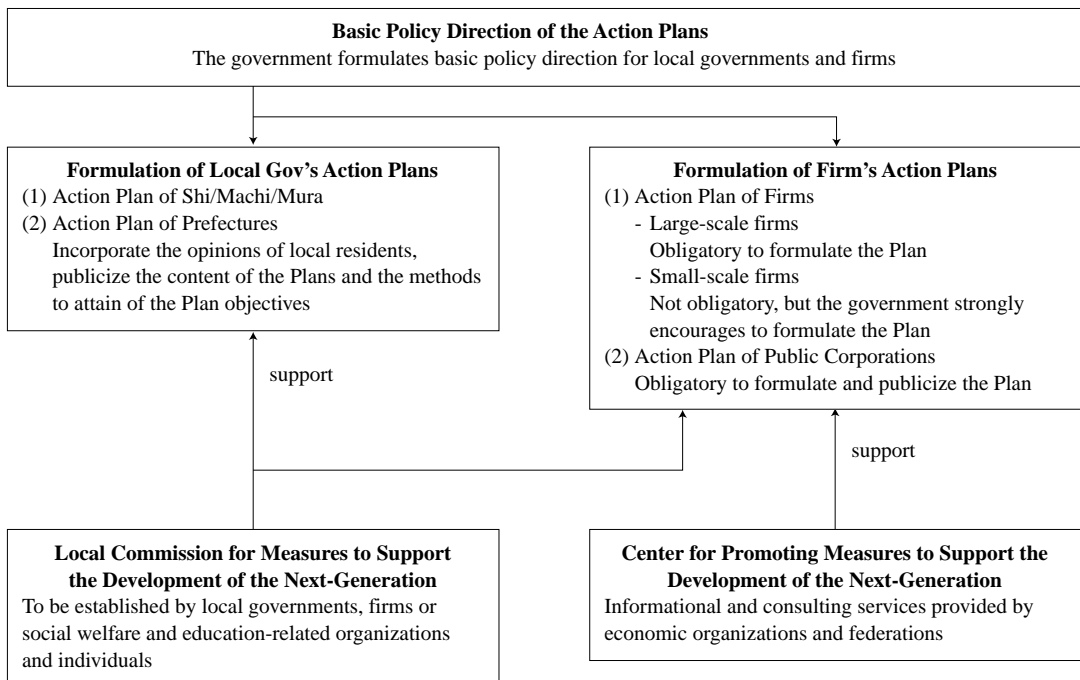 Basic Policy Direction of the Action Plans
The government formulates basic policy direction for local governments and firms
Formulation of Local Gov's Action Plans
(1) Action Plan of Shi/Machi/Mura
(2) Action Plan of Prefectures
Incorporate the opinions of local residents,
publicize the content of the Plans and the methods
to attain of the Plan objectives
Formulation of Firm's Action Plans
(1) Action Plan of Firms
- Large-scale firms
Obligatory to formulate the Plan
- Small-scale firms
Not obligatory, but the government strongly
encourages to formulate the Plan
(2) Action Plan of Public Corporations
Obligatory to formulate and publicize the Plan
support
support
Local Commission for Measures to Support
the Development of the Next-Generation
To be established by local governments, firms or
social welfare and education-related organizations
and individuals
Center for Promoting Measures to Support the
Development of the Next-Generation
Informational and consulting services provided by
economic organizations and federations